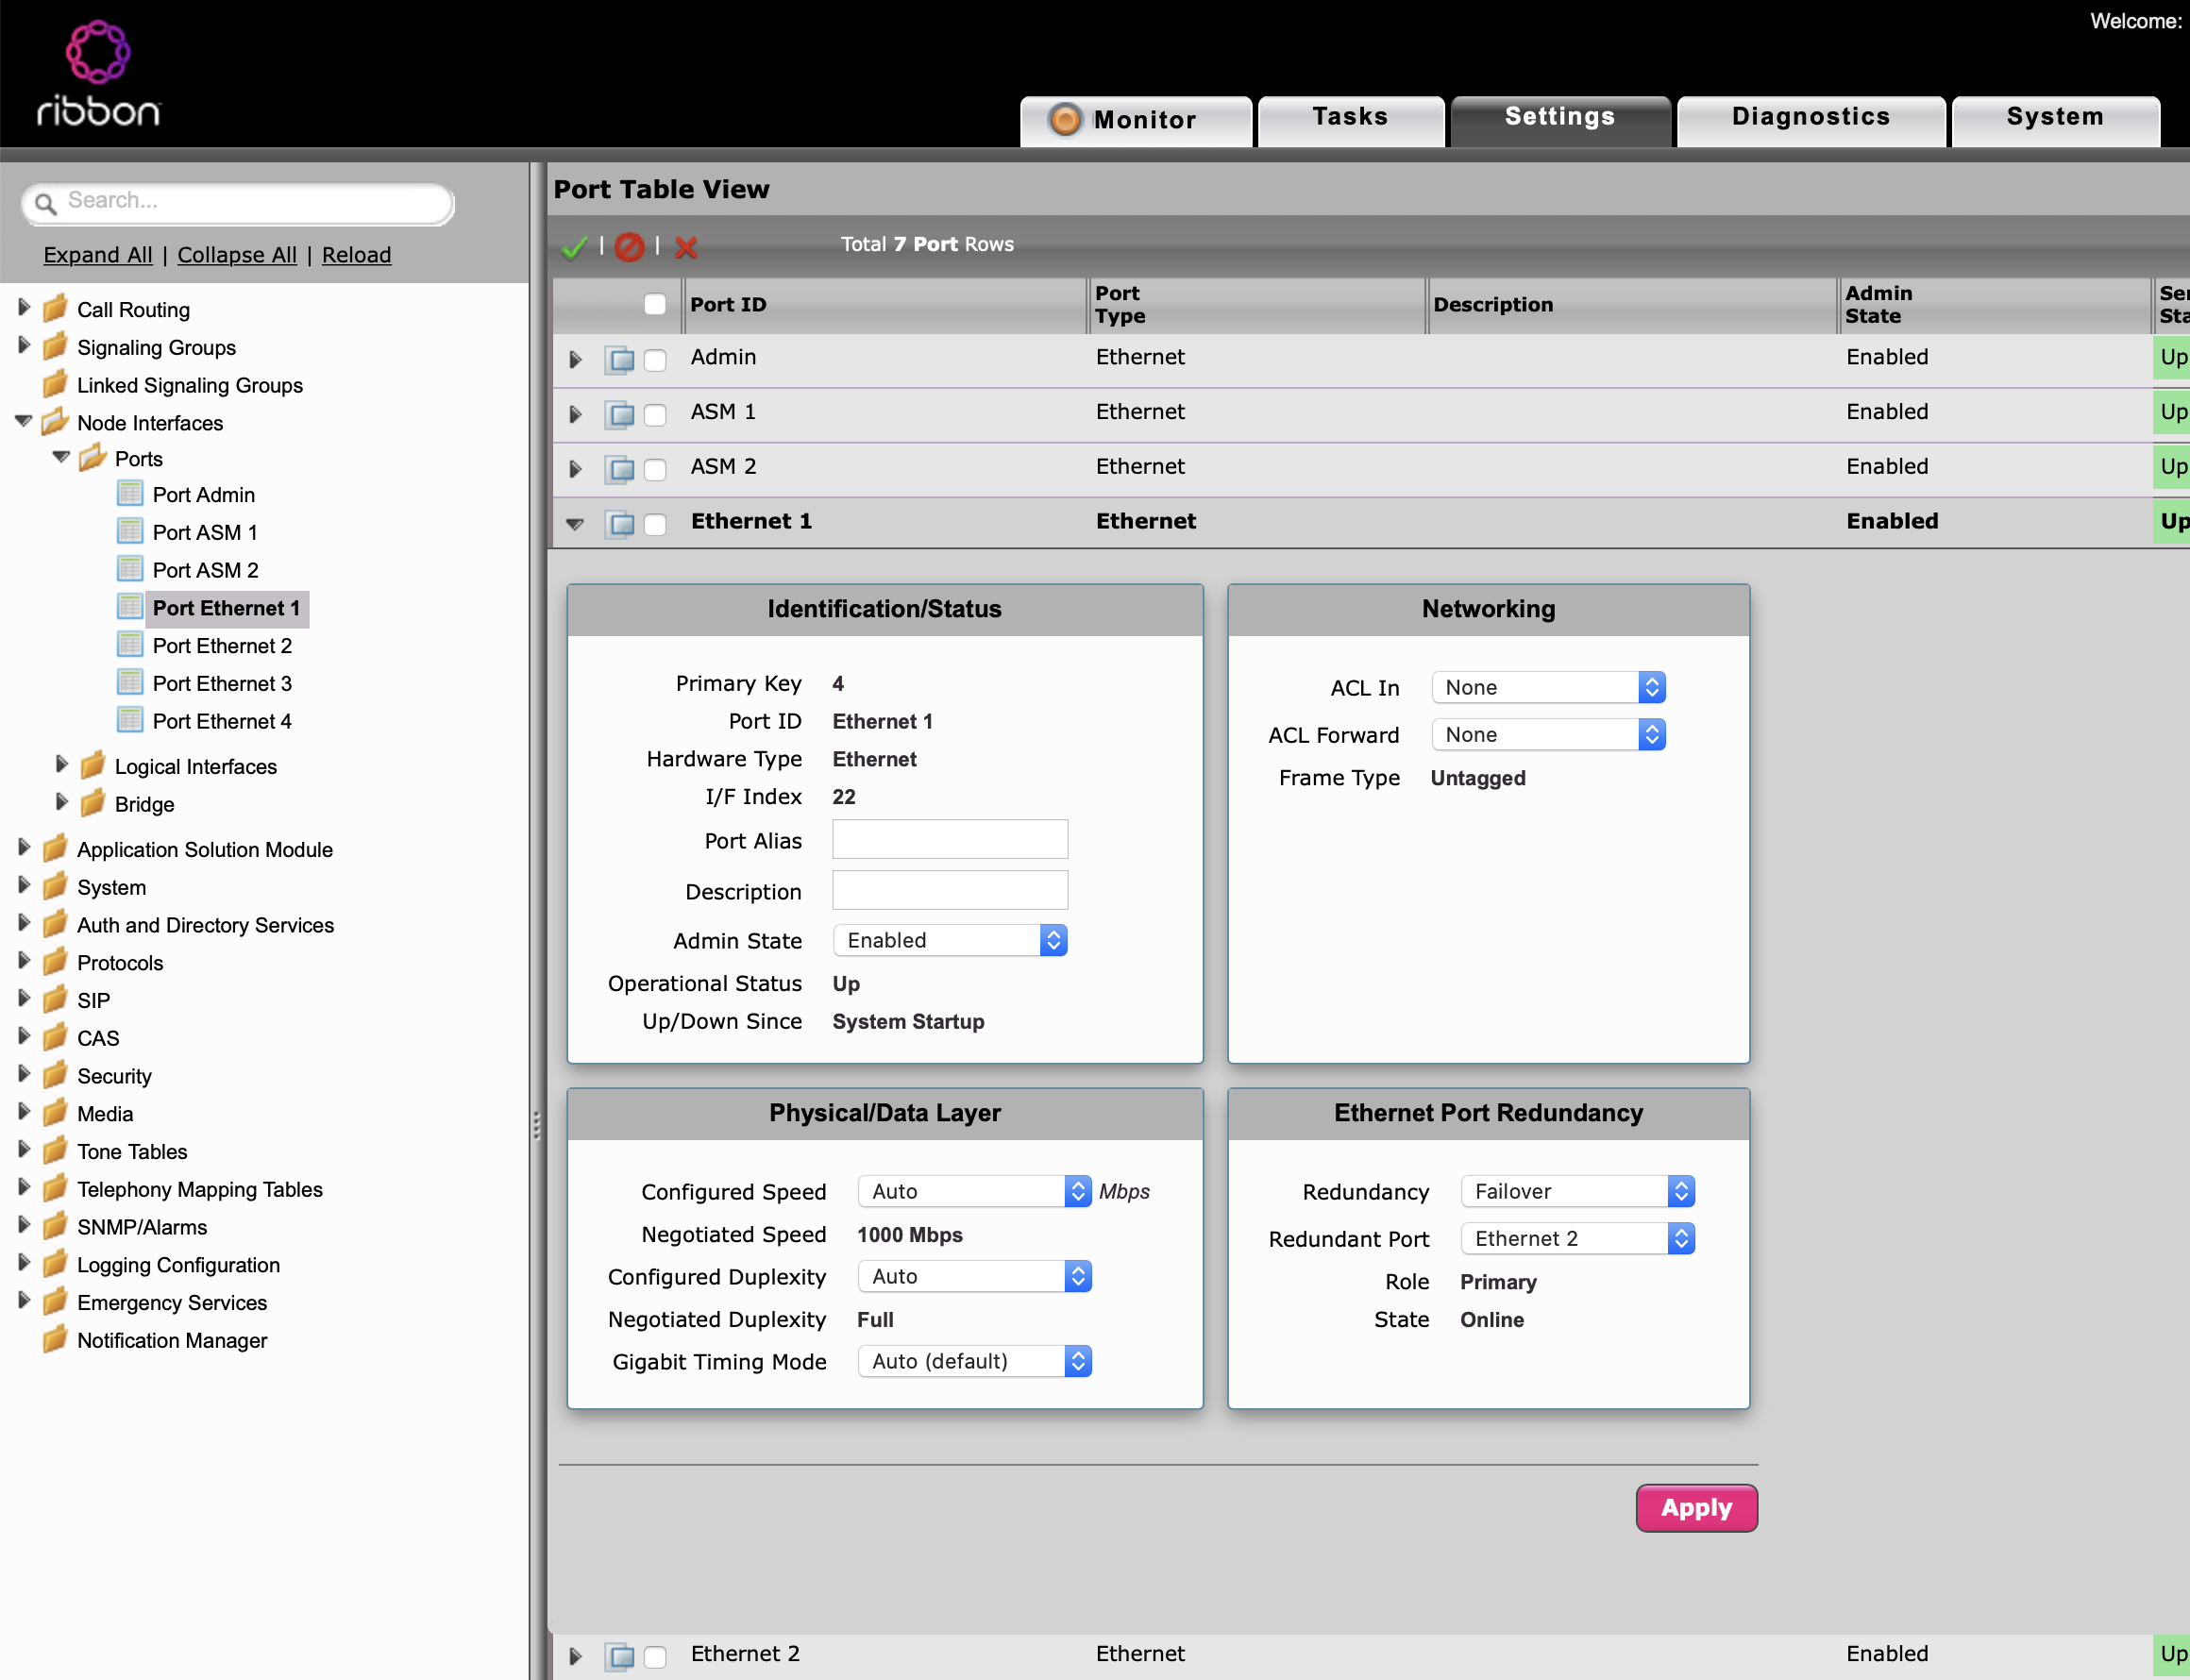 Welcome:
ribbon
Monitor
Tasks
Settings
Diagnostics
System
Search...
Expand All | Collapse All | Reload
Call Routing
Signaling Groups
Linked Signaling Groups
Node Interfaces
Ports
Port Admin
Port ASM 1
Port ASM 2
Port Ethernet 1
Port Ethernet 2
Port Ethernet 3
Port Ethernet 4
Logical Interfaces
Bridge
Application Solution Module
System
Auth and Directory Services
Protocols
SIP
CAS
Security
Media
Tone Tables
Telephony Mapping Tables
SNMP/Alarms
Logging Configuration
Emergency Services
Notification Manager
Port Table View
Total 7 Port Rows
Port ID
Port
Type
Description
Admin
State
Admin Ethernet Enabled Up
ASM 1 Ethernet Enabled Up
ASM 2 Ethernet Enabled Up
Ethernet 1 Ethernet Enabled Up
Identification/Status
Primary Key 4
Port ID Ethernet 1
Hardware Type Ethernet
I/F Index 22
Port Alias
Description
Admin State Enabled
Operational Status Up
Up/Down Since System Startup
Networking
ACL In None
ACL Forward None
Frame Type Untagged
Physical/Data Layer
Configured Speed Auto Mbps
Negotiated Speed 1000 Mbps
Configured Duplexity Auto
Negotiated Duplexity Full
Gigabit Timing Mode Auto (default)
Ethernet Port Redundancy
Redundancy Failover
Redundant Port Ethernet 2
Role Primary
State Online
Apply
Ethernet 2 Ethernet Enabled Up